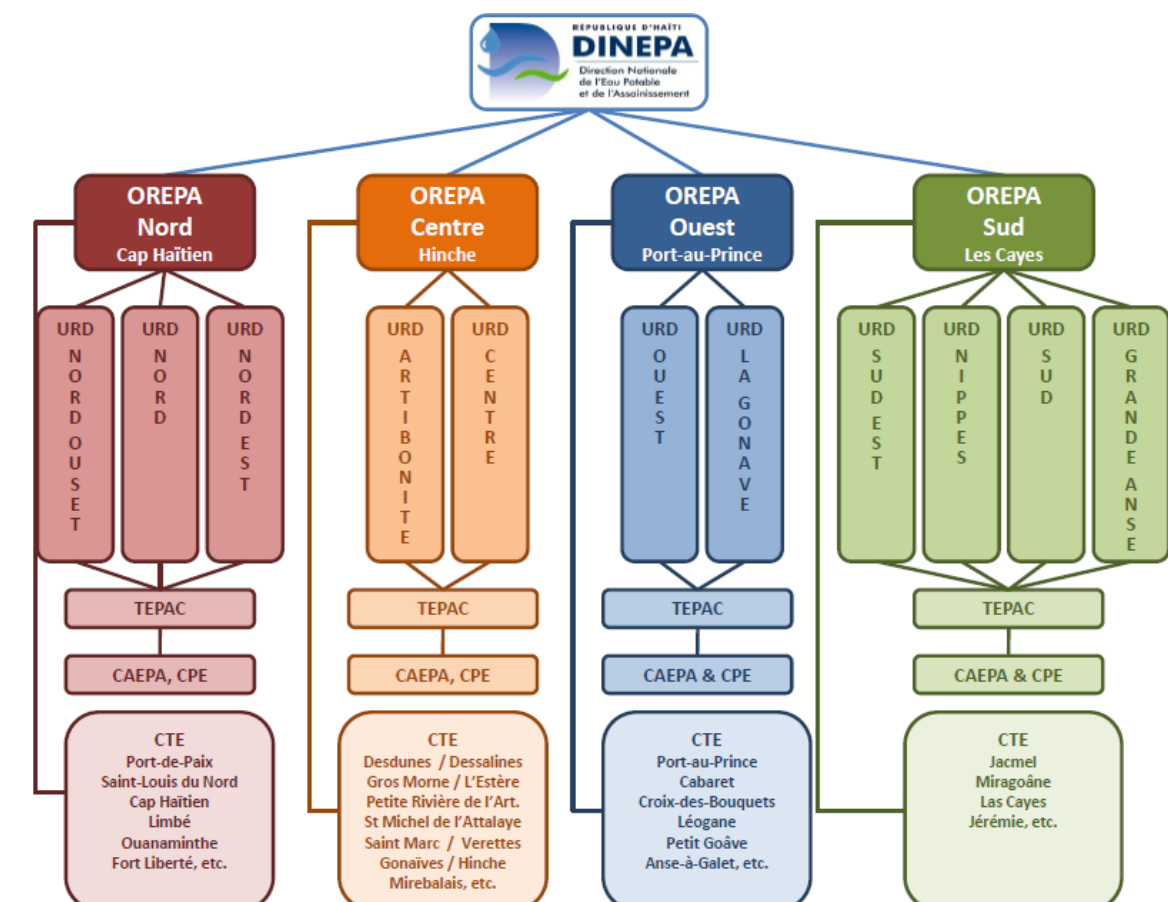 RÉPUBLIQUE D'HAÏTI
DINEPA
Direction Nationale
de l'Eau Potable
et de l'Assainissement
OREPA
Nord
Cap Haïtien
OREPA
Centre
Hinche
OREPA
Ouest
Port-au-Prince
OREPA
Sud
Les Cayes
URD
NORD OUSET
URD
NORD
URD
NORD EST
URD
ARTIBONITE
URD
CENTRE
URD
OUEST
URD
LA GONAVE
URD
SUD EST
URD
NIPPES
URD
SUD
URD
GRANDE ANSE
TEPAC
TEPAC
TEPAC
TEPAC
CAEPA, CPE
CAEPA, CPE
CAEPA & CPE
CAEPA & CPE
CTE
Port-de-Paix
Saint-Louis du Nord
Cap Haïtien
Limbé
Ouanaminthe
Fort Liberté, etc.
CTE
Desdunes / Dessalines
Gros Morne / L'Estère
Petite Rivière de l'Art.
St Michel de l'Attalaye
Saint Marc / Verettes
Gonaïves / Hinche
Mirebalais, etc.
CTE
Port-au-Prince
Cabaret
Croix-des-Bouquets
Léogane
Petit Goâve
Anse-à-Galet, etc.
CTE
Jacmel
Miragoâne
Las Cayes
Jérémie, etc.